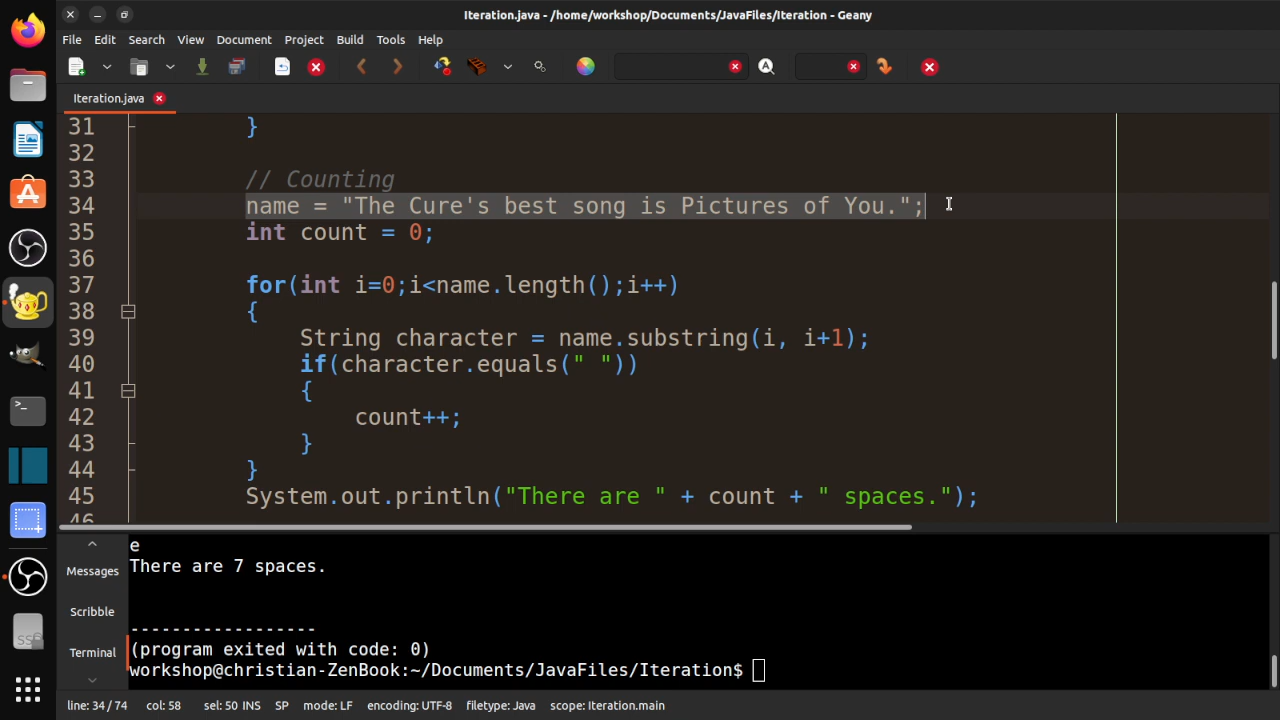 Iteration.java - /home/workshop/Documents/JavaFiles/Iteration - Geany
File Edit Search View Document Project Build Tools Help
Iteration.java
31 }
32
33 // Counting
34 name = "The Cure's best song is Pictures of You.";
35 int count = 0;
36
37 for(int i=0;i<name.length();i++)
38 {
39 String character = name.substring(i, i+1);
40 if(character.equals(" "))
41 {
42 count++;
43 }
44 }
45 System.out.println("There are " + count + " spaces.");
46
Messages
Scribble
Terminal
e
There are 7 spaces.
------------------
(program exited with code: 0)
workshop@christian-ZenBook:~/Documents/JavaFiles/Iteration$
line: 34 / 74 col: 58 sel: 50 INS SP mode: LF encoding: UTF-8 filetype: Java scope: Iteration.main